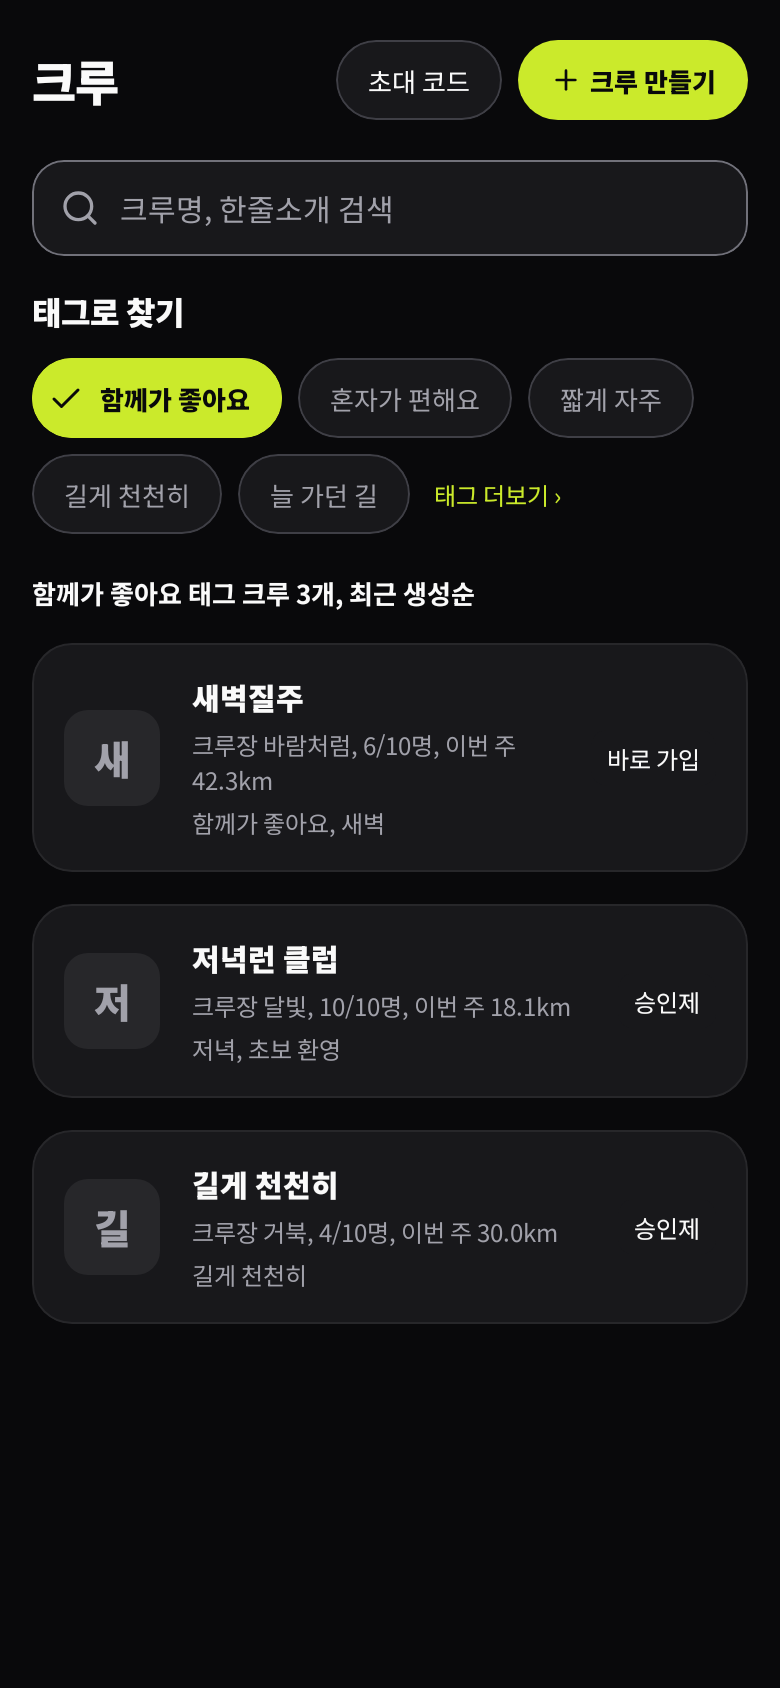 크루
초대 코드
+ 크루 만들기
크루명, 한줄소개 검색
태그로 찾기
함께가 좋아요
혼자가 편해요
짧게 자주
길게 천천히
늘 가던 길
태그 더보기 ›
함께가 좋아요 태그 크루 3개, 최근 생성순
새
새벽질주
크루장 바람처럼, 6/10명, 이번 주
42.3km
함께가 좋아요, 새벽
바로 가입
저
저녁런 클럽
크루장 달빛, 10/10명, 이번 주 18.1km
저녁, 초보 환영
승인제
길
길게 천천히
크루장 거북, 4/10명, 이번 주 30.0km
길게 천천히
승인제